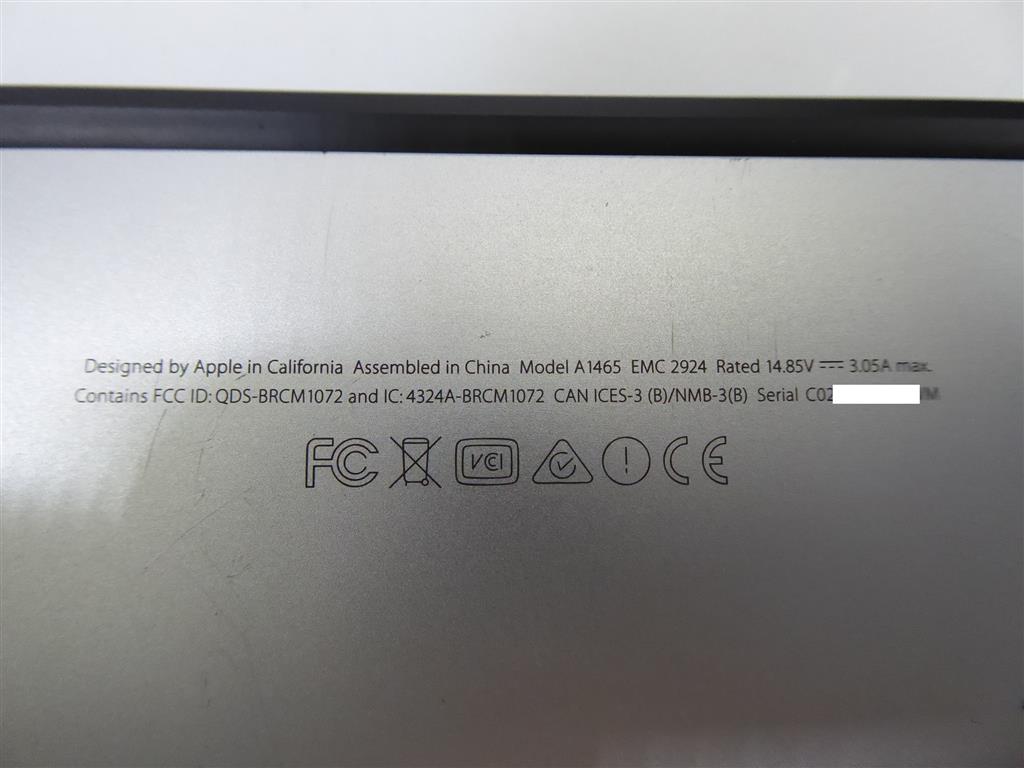 Designed by Apple in California Assembled in China Model A1465 EMC 2924 Rated 14.85V ⎓ 3.05A max.
Contains FCC ID: QDS-BRCM1072 and IC: 4324A-BRCM1072 CAN ICES-3 (B)/NMB-3(B) Serial C02
FC VCCI ! CE